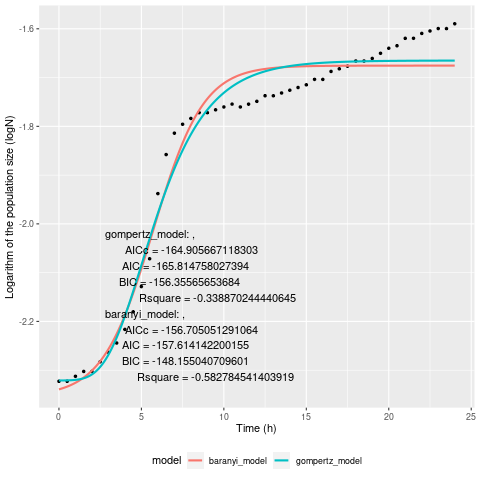 -1.6
-1.8
-2.0
-2.2
Logarithm of the population size (logN)
gompertz_model: ,
AICc = -164.905667118303
AIC = -165.814758027394
BIC = -156.35565653684
Rsquare = -0.338870244440645
baranyi_model: ,
AICc = -156.705051291064
AIC = -157.614142200155
BIC = -148.155040709601
Rsquare = -0.582784541403919
0 5 10 15 20 25
Time (h)
model baranyi_model gompertz_model